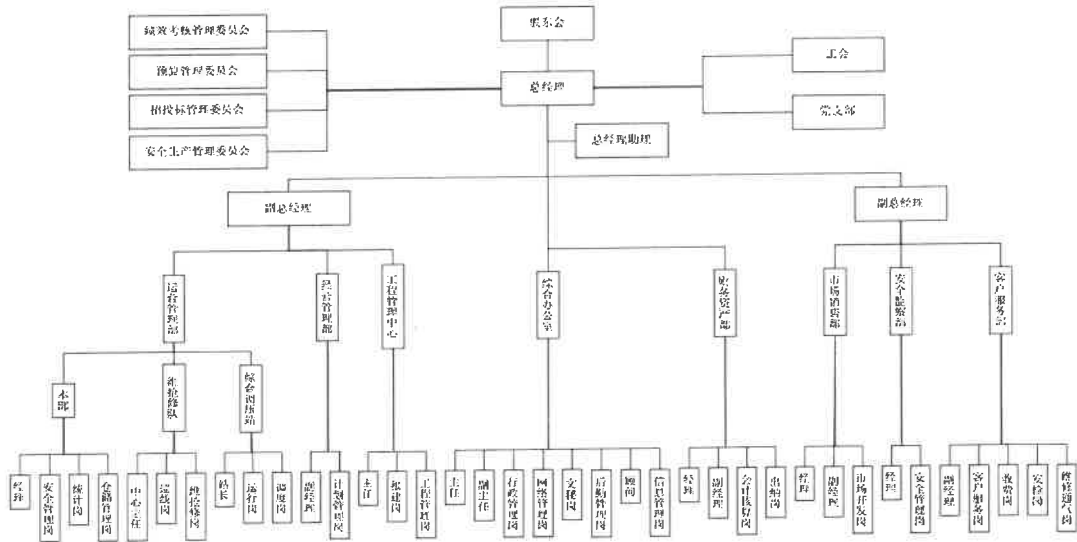 股东会
绩效考核管理委员会
预算管理委员会
招投标管理委员会
安全生产管理委员会
总经理
工会
党支部
总经理助理
副总经理
副总经理
运营管理部
经营管理部
工程管理中心
综合办公室
财务资产部
市场销售部
安全监察部
客户服务部
本部
维抢修队
综合调压站
经理
安全管理岗
统计岗
仓储管理岗
中心主任
巡线岗
维抢修岗
站长
运行岗
调度岗
副经理
计划管理岗
主任
报建岗
工程管理岗
主任
副主任
行政管理岗
网络管理岗
文秘岗
后勤管理岗
顾问
信息管理岗
经理
副经理
会计核算岗
出纳岗
经理
副经理
市场开发岗
经理
安全管理岗
副经理
客户服务岗
收费岗
安检岗
维修通气岗